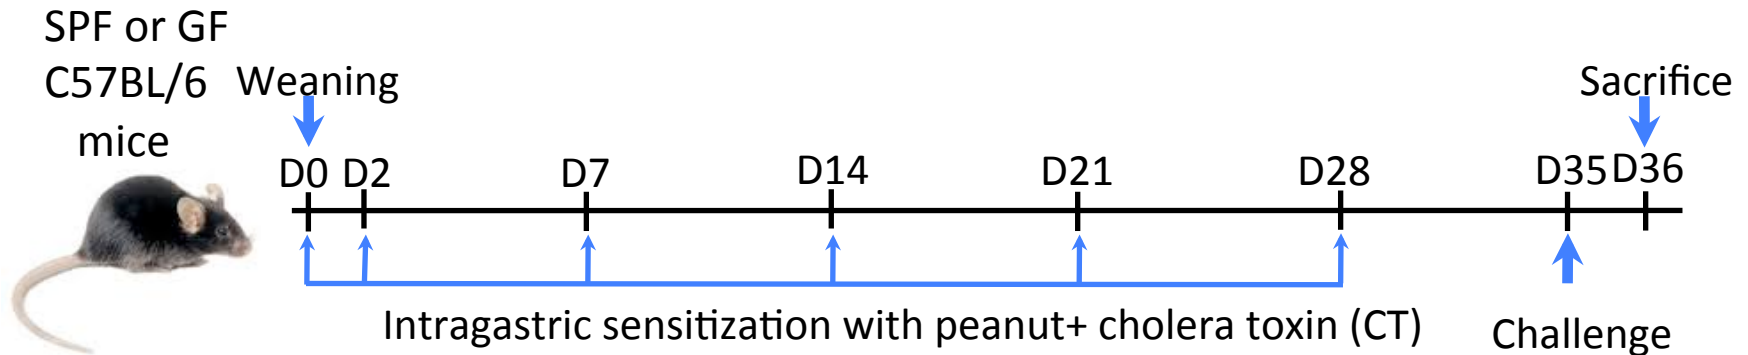 SPF or GF
C57BL/6
mice
Weaning
Sacrifice
D0 D2 D7 D14 D21 D28 D35 D36
Intragastric sensitization with peanut+ cholera toxin (CT)
Challenge